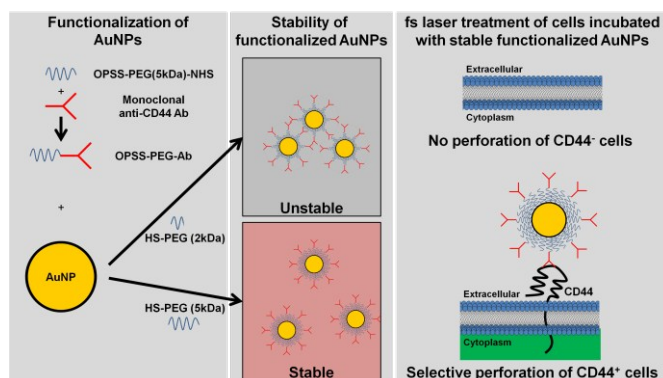 Functionalization of
AuNPs
OPSS-PEG(5kDa)-NHS
+
Monoclonal
anti-CD44 Ab
OPSS-PEG-Ab
+
AuNP
HS-PEG (2kDa)
HS-PEG (5kDa)
Stability of
functionalized AuNPs
Unstable
Stable
fs laser treatment of cells incubated
with stable functionalized AuNPs
Extracellular
Cytoplasm
No perforation of CD44⁻ cells
CD44
Extracellular
Cytoplasm
Selective perforation of CD44⁺ cells